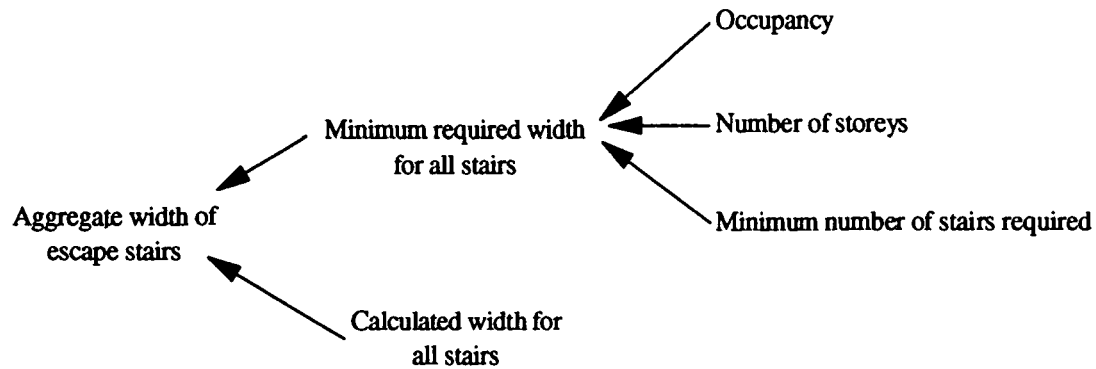 Occupancy
Number of storeys
Minimum required width
for all stairs
Minimum number of stairs required
Aggregate width of
escape stairs
Calculated width for
all stairs